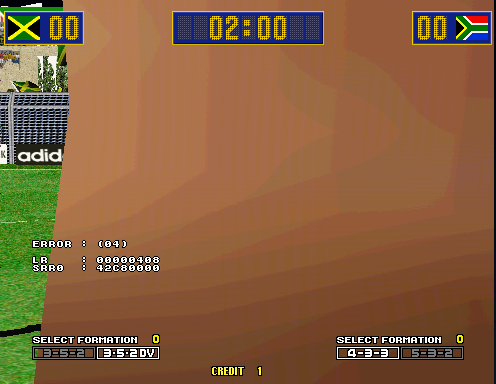 00 02:00 00
adid
ERROR : (04)
LR : 00000408
SRR0 : 42C80000
SELECT FORMATION 0 SELECT FORMATION 0
3-5-2 3-5-2DV 4-3-3 5-3-2
CREDIT 1